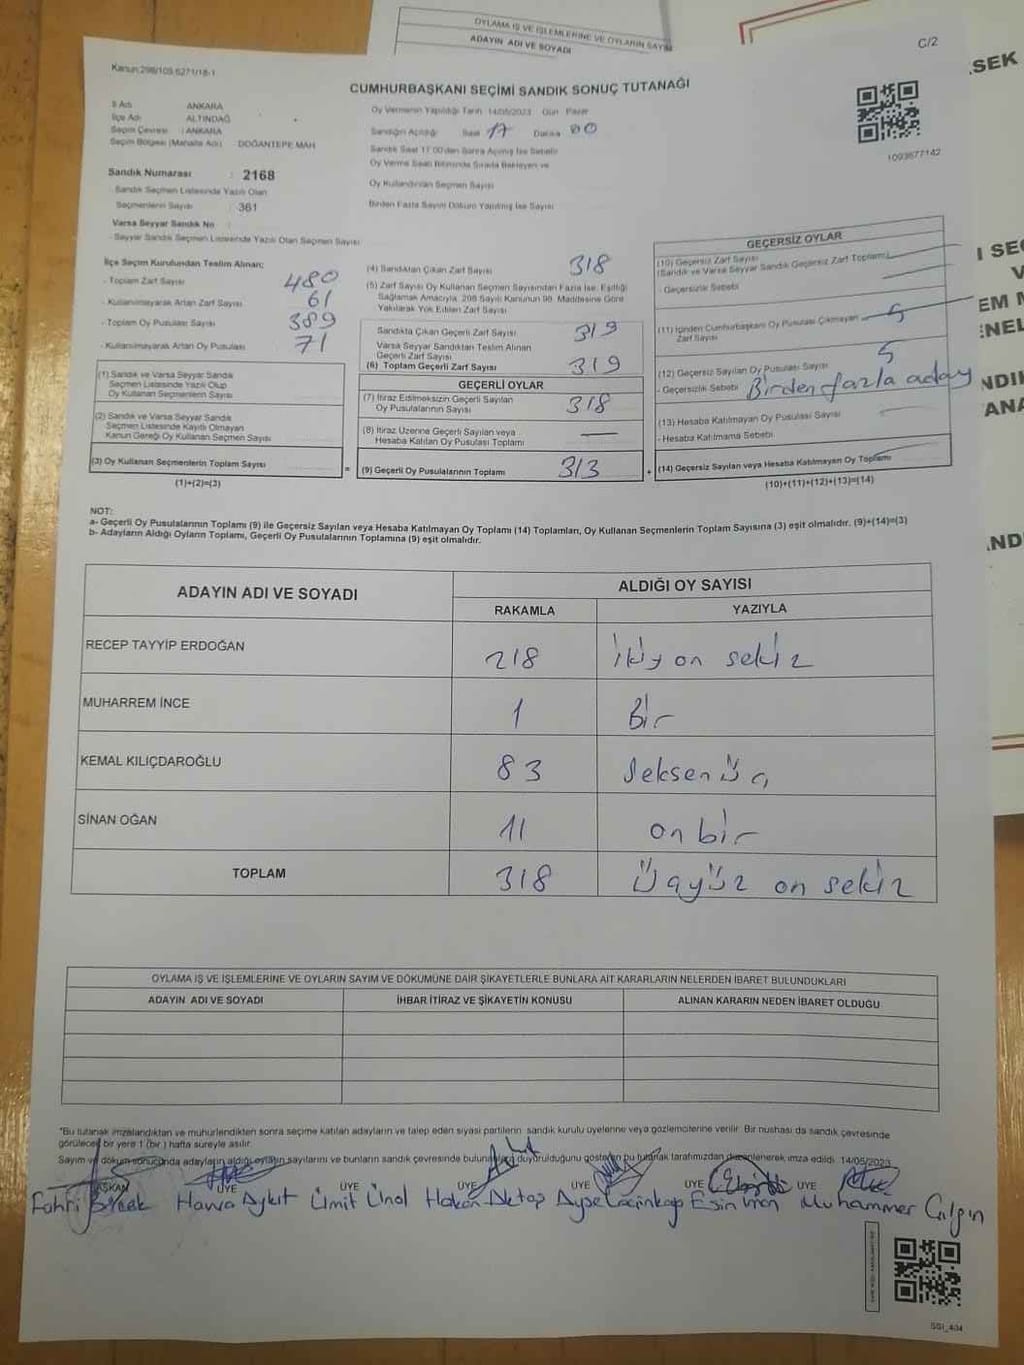 OYLAMA İŞ VE İŞLEMLERİNE VE OYLARIN SAYIM
ADAYIN ADI VE SOYADI
C/2
Kanun:298/109,6271/18-1
CUMHURBAŞKANI SEÇİMİ SANDIK SONUÇ TUTANAĞI
İl Adı ANKARA
İlçe Adı ALTINDAĞ
Seçim Çevresi : ANKARA
Seçim Bölgesi (Mahalle Adı) DOĞANTEPE MAH
Oy Vermenin Yapıldığı Tarih 14/05/2023 Gün Pazar
Sandığın Açıldığı Saat 17 Dakika 00
Sandık Saat 17:00'den Sonra Açılmış İse Sebebi
Oy Verme Saati Bitiminde Sırada Bekleyen ve
Oy Kullandırılan Seçmen Sayısı
Birden Fazla Sayım Döküm Yapılmış İse Sayısı
1093677142
Sandık Numarası : 2168
- Sandık Seçmen Listesinde Yazılı Olan
Seçmenlerin Sayısı : 361
Varsa Seyyar Sandık No
- Seyyar Sandık Seçmen Listesinde Yazılı Olan Seçmen Sayısı
İlçe Seçim Kurulundan Teslim Alınan;
- Toplam Zarf Sayısı 480
- Kullanılmayarak Artan Zarf Sayısı 61
- Toplam Oy Pusulası Sayısı 389
- Kullanılmayarak Artan Oy Pusulası 71
(1) Sandık ve Varsa Seyyar Sandık
Seçmen Listesinde Yazılı Olup
Oy Kullanan Seçmenlerin Sayısı
(2) Sandık ve Varsa Seyyar Sandık
Seçmen Listesinde Kayıtlı Olmayan
Kanun Gereği Oy Kullanan Seçmen Sayısı
(3) Oy Kullanan Seçmenlerin Toplam Sayısı
(1)+(2)=(3)
(4) Sandıktan Çıkan Zarf Sayısı 318
(5) Zarf Sayısı Oy Kullanan Seçmen Sayısından Fazla İse, Eşitliği
Sağlamak Amacıyla, 298 Sayılı Kanunun 98. Maddesine Göre
Yakılarak Yok Edilen Zarf Sayısı
Sandıkta Çıkan Geçerli Zarf Sayısı 319
Varsa Seyyar Sandıktan Teslim Alınan
Geçerli Zarf Sayısı
(6) Toplam Geçerli Zarf Sayısı 319
GEÇERLİ OYLAR
(7) İtiraz Edilmeksizin Geçerli Sayılan
Oy Pusulalarının Sayısı 318
(8) İtiraz Üzerine Geçerli Sayılan veya
Hesaba Katılan Oy Pusulası Toplamı —
= (9) Geçerli Oy Pusulalarının Toplamı 313 +
GEÇERSİZ OYLAR
(10) Geçersiz Zarf Sayısı
(Sandık ve Varsa Seyyar Sandık Geçersiz Zarf Toplamı)
- Geçersizlik Sebebi
(11) İçinden Cumhurbaşkanı Oy Pusulası Çıkmayan
Zarf Sayısı 5
(12) Geçersiz Sayılan Oy Pusulası Sayısı 5
- Geçersizlik Sebebi Birden fazla aday
(13) Hesaba Katılmayan Oy Pusulası Sayısı
- Hesaba Katılmama Sebebi
(14) Geçersiz Sayılan veya Hesaba Katılmayan Oy Toplamı
(10)+(11)+(12)+(13)=(14)
NOT:
a- Geçerli Oy Pusulalarının Toplamı (9) ile Geçersiz Sayılan veya Hesaba Katılmayan Oy Toplamı (14) Toplamları, Oy Kullanan Seçmenlerin Toplam Sayısına (3) eşit olmalıdır. (9)+(14)=(3)
b- Adayların Aldığı Oyların Toplamı, Geçerli Oy Pusulalarının Toplamına (9) eşit olmalıdır.
ADAYIN ADI VE SOYADI
ALDIĞI OY SAYISI
RAKAMLA YAZIYLA
RECEP TAYYİP ERDOĞAN 218 ikiy on sekiz
MUHARREM İNCE 1 Bir
KEMAL KILIÇDAROĞLU 83 Seksen üç
SİNAN OĞAN 11 on bir
TOPLAM 318 Üçyüz on sekiz
OYLAMA İŞ VE İŞLEMLERİNE VE OYLARIN SAYIM VE DÖKÜMÜNE DAİR ŞİKAYETLERLE BUNLARA AİT KARARLARIN NELERDEN İBARET BULUNDUKLARI
ADAYIN ADI VE SOYADI İHBAR İTİRAZ VE ŞİKAYETİN KONUSU ALINAN KARARIN NEDEN İBARET OLDUĞU
"Bu tutanak imzalandıktan ve mühürlendikten sonra seçime katılan adayların ve talep eden siyasi partilerin sandık kurulu üyelerine veya gözlemcilerine verilir. Bir nüshası da sandık çevresinde
görülecek bir yere 1 (bir ) hafta süreyle asılır.
Sayım ve döküm sonucunda adayların aldığı oyların sayılarını ve bunların sandık çevresinde bulunanlara duyurulduğunu gösteren bu tutanak tarafımızdan düzenlenerek imza edildi. 14/05/2023
BAŞKAN ÜYE ÜYE ÜYE ÜYE ÜYE
Fahri Havva Aykıt Ümit Ünal Hakan Aktaş Ayşe Esin Muhammer Çılgın
SSİ_404